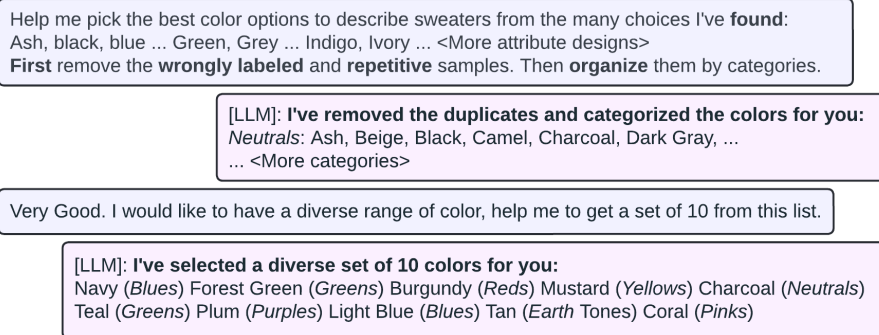 Help me pick the best color options to describe sweaters from the many choices I've found:
Ash, black, blue ... Green, Grey ... Indigo, Ivory ... <More attribute designs>
First remove the wrongly labeled and repetitive samples. Then organize them by categories.
[LLM]: I've removed the duplicates and categorized the colors for you:
Neutrals: Ash, Beige, Black, Camel, Charcoal, Dark Gray, ...
... <More categories>
Very Good. I would like to have a diverse range of color, help me to get a set of 10 from this list.
[LLM]: I've selected a diverse set of 10 colors for you:
Navy (Blues) Forest Green (Greens) Burgundy (Reds) Mustard (Yellows) Charcoal (Neutrals)
Teal (Greens) Plum (Purples) Light Blue (Blues) Tan (Earth Tones) Coral (Pinks)